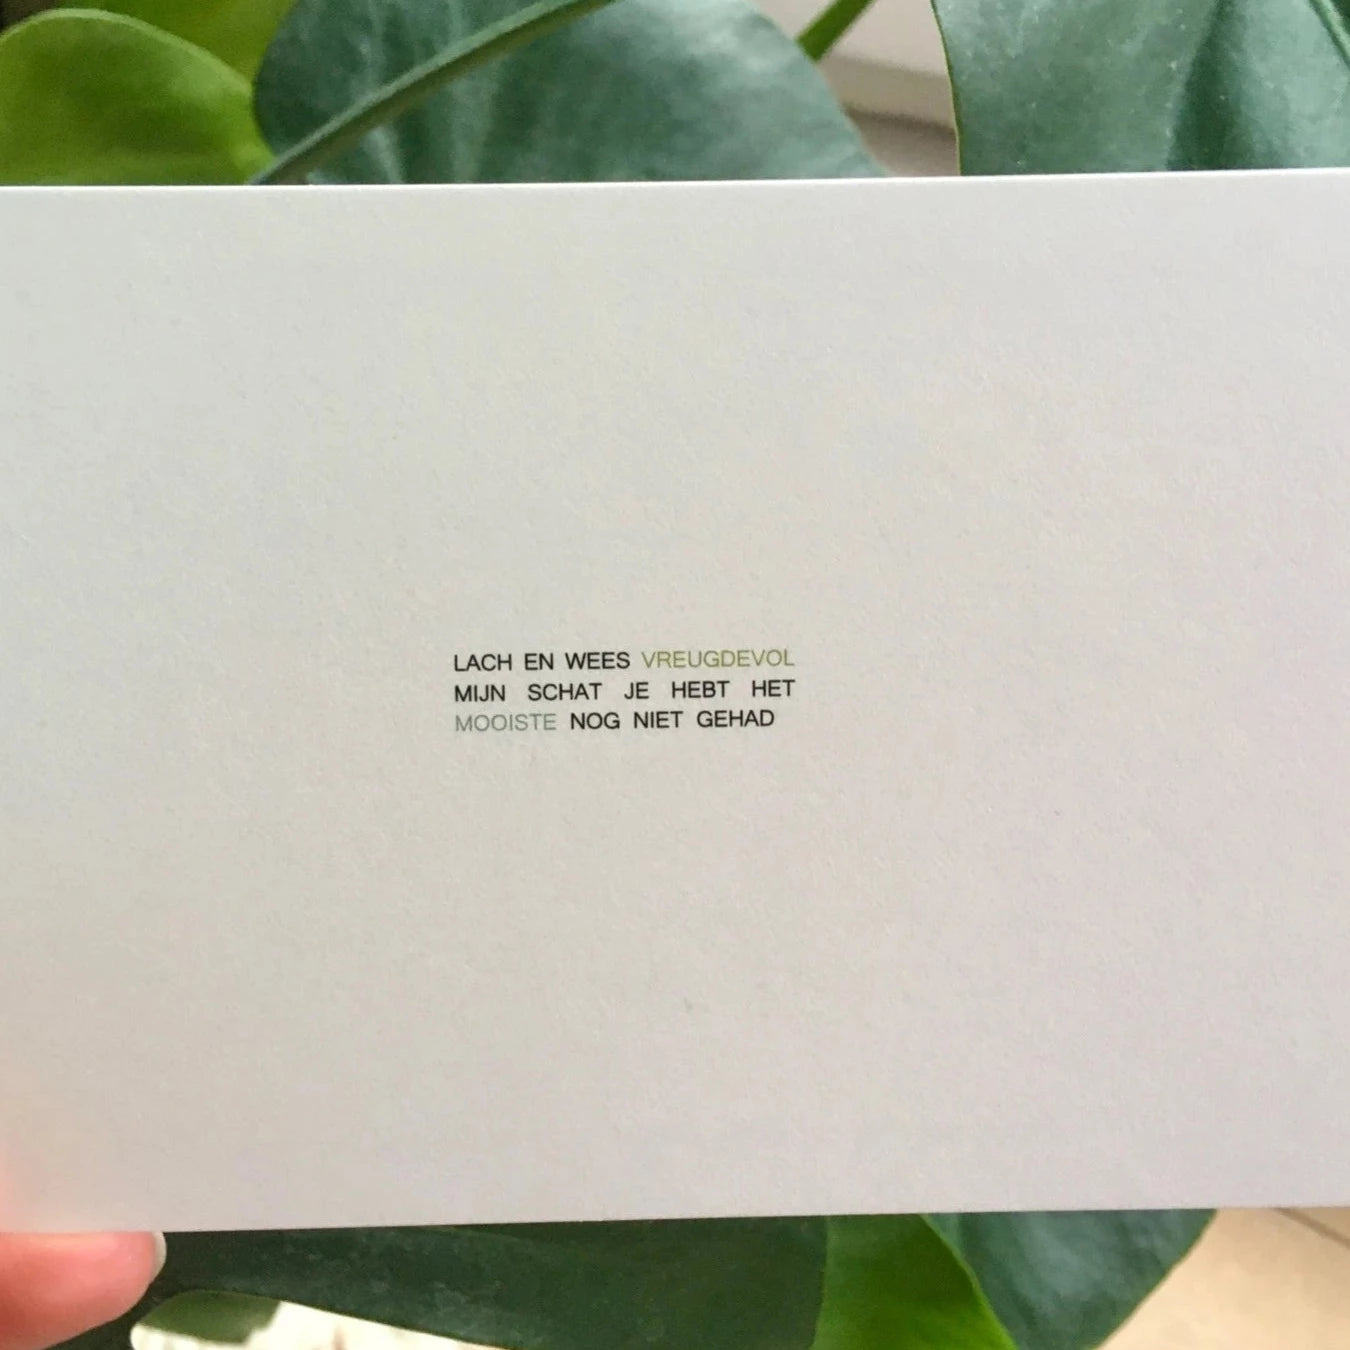 LACH EN WEES VREUGDEVOL
MIJN SCHAT JE HEBT HET
MOOISTE NOG NIET GEHAD